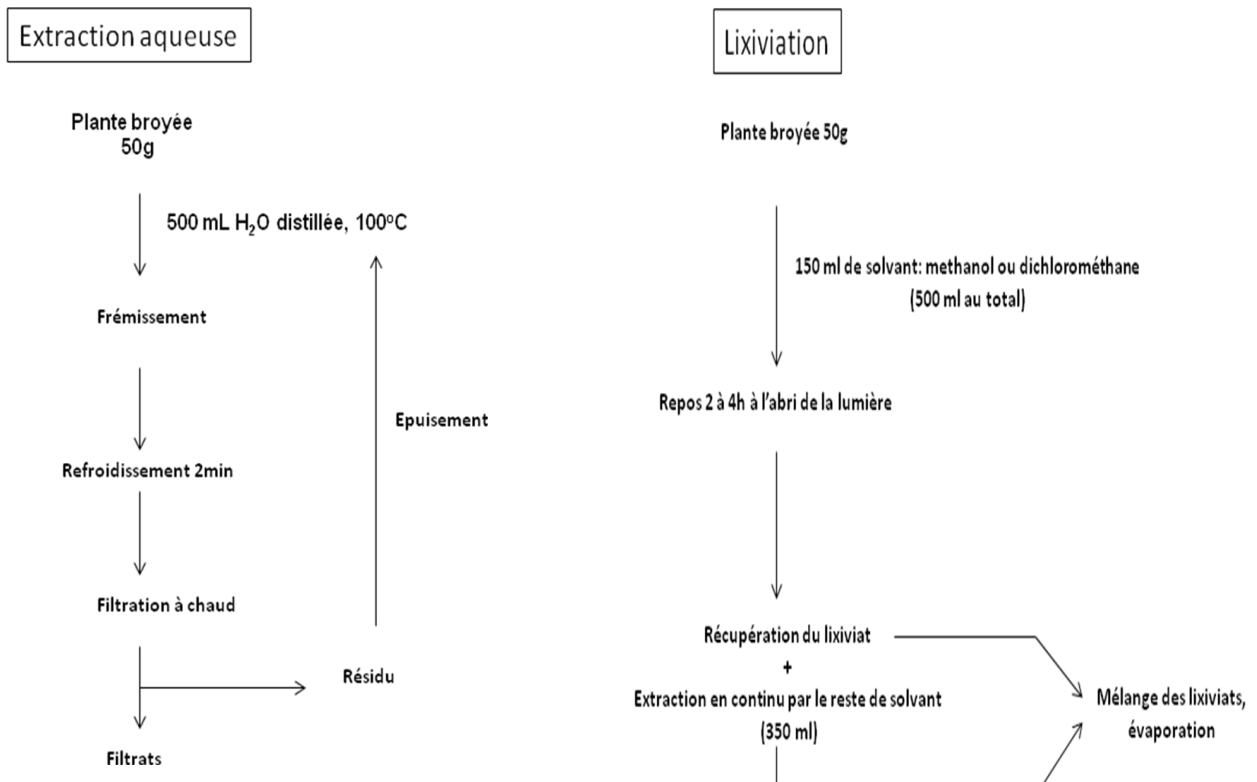 Extraction aqueuse
Plante broyée
50g
500 mL H₂O distillée, 100°C
Frémissement
Epuisement
Refroidissement 2min
Filtration à chaud
Résidu
Filtrats
Lixiviation
Plante broyée 50g
150 ml de solvant: methanol ou dichlorométhane
(500 ml au total)
Repos 2 à 4h à l'abri de la lumière
Récupération du lixiviat
+
Extraction en continu par le reste de solvant
(350 ml)
Mélange des lixiviats,
évaporation